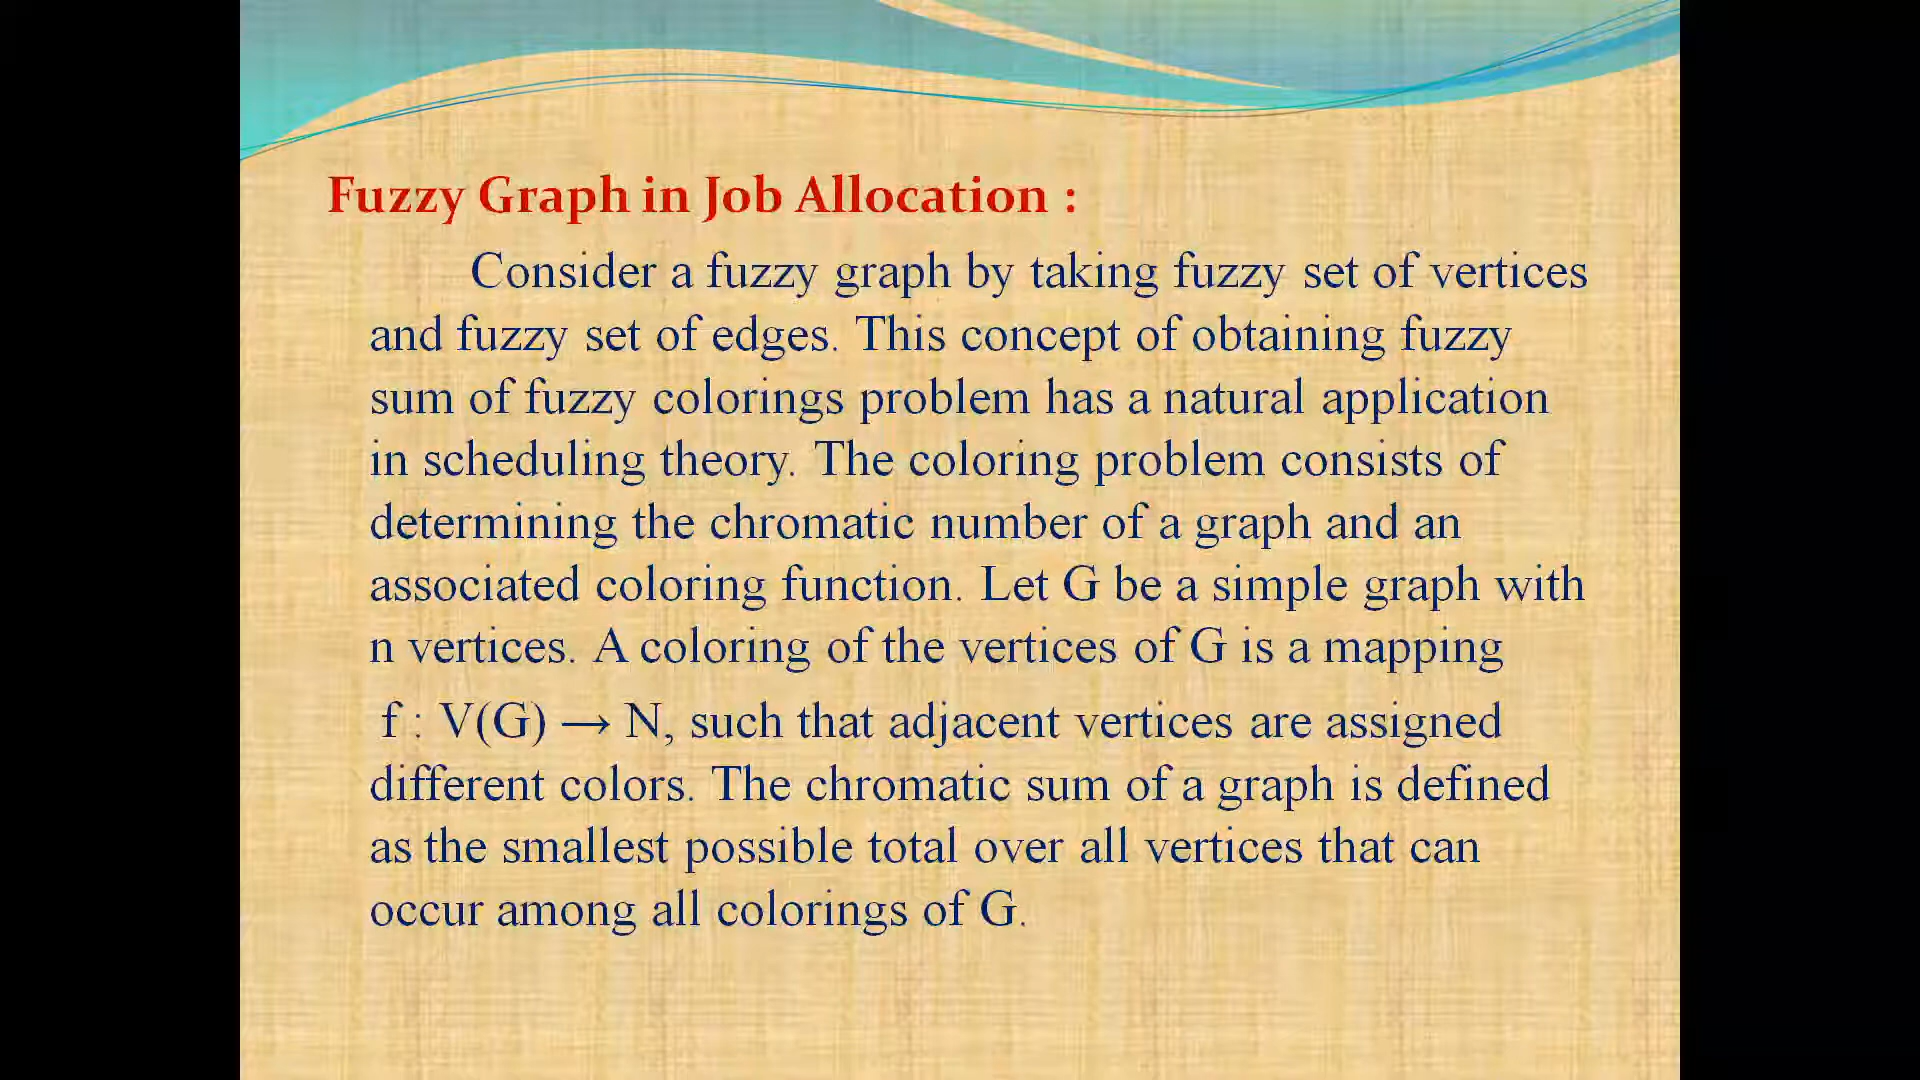 Fuzzy Graph in Job Allocation :
Consider a fuzzy graph by taking fuzzy set of vertices
and fuzzy set of edges. This concept of obtaining fuzzy
sum of fuzzy colorings problem has a natural application
in scheduling theory. The coloring problem consists of
determining the chromatic number of a graph and an
associated coloring function. Let G be a simple graph with
n vertices. A coloring of the vertices of G is a mapping
f : V(G) → N, such that adjacent vertices are assigned
different colors. The chromatic sum of a graph is defined
as the smallest possible total over all vertices that can
occur among all colorings of G.